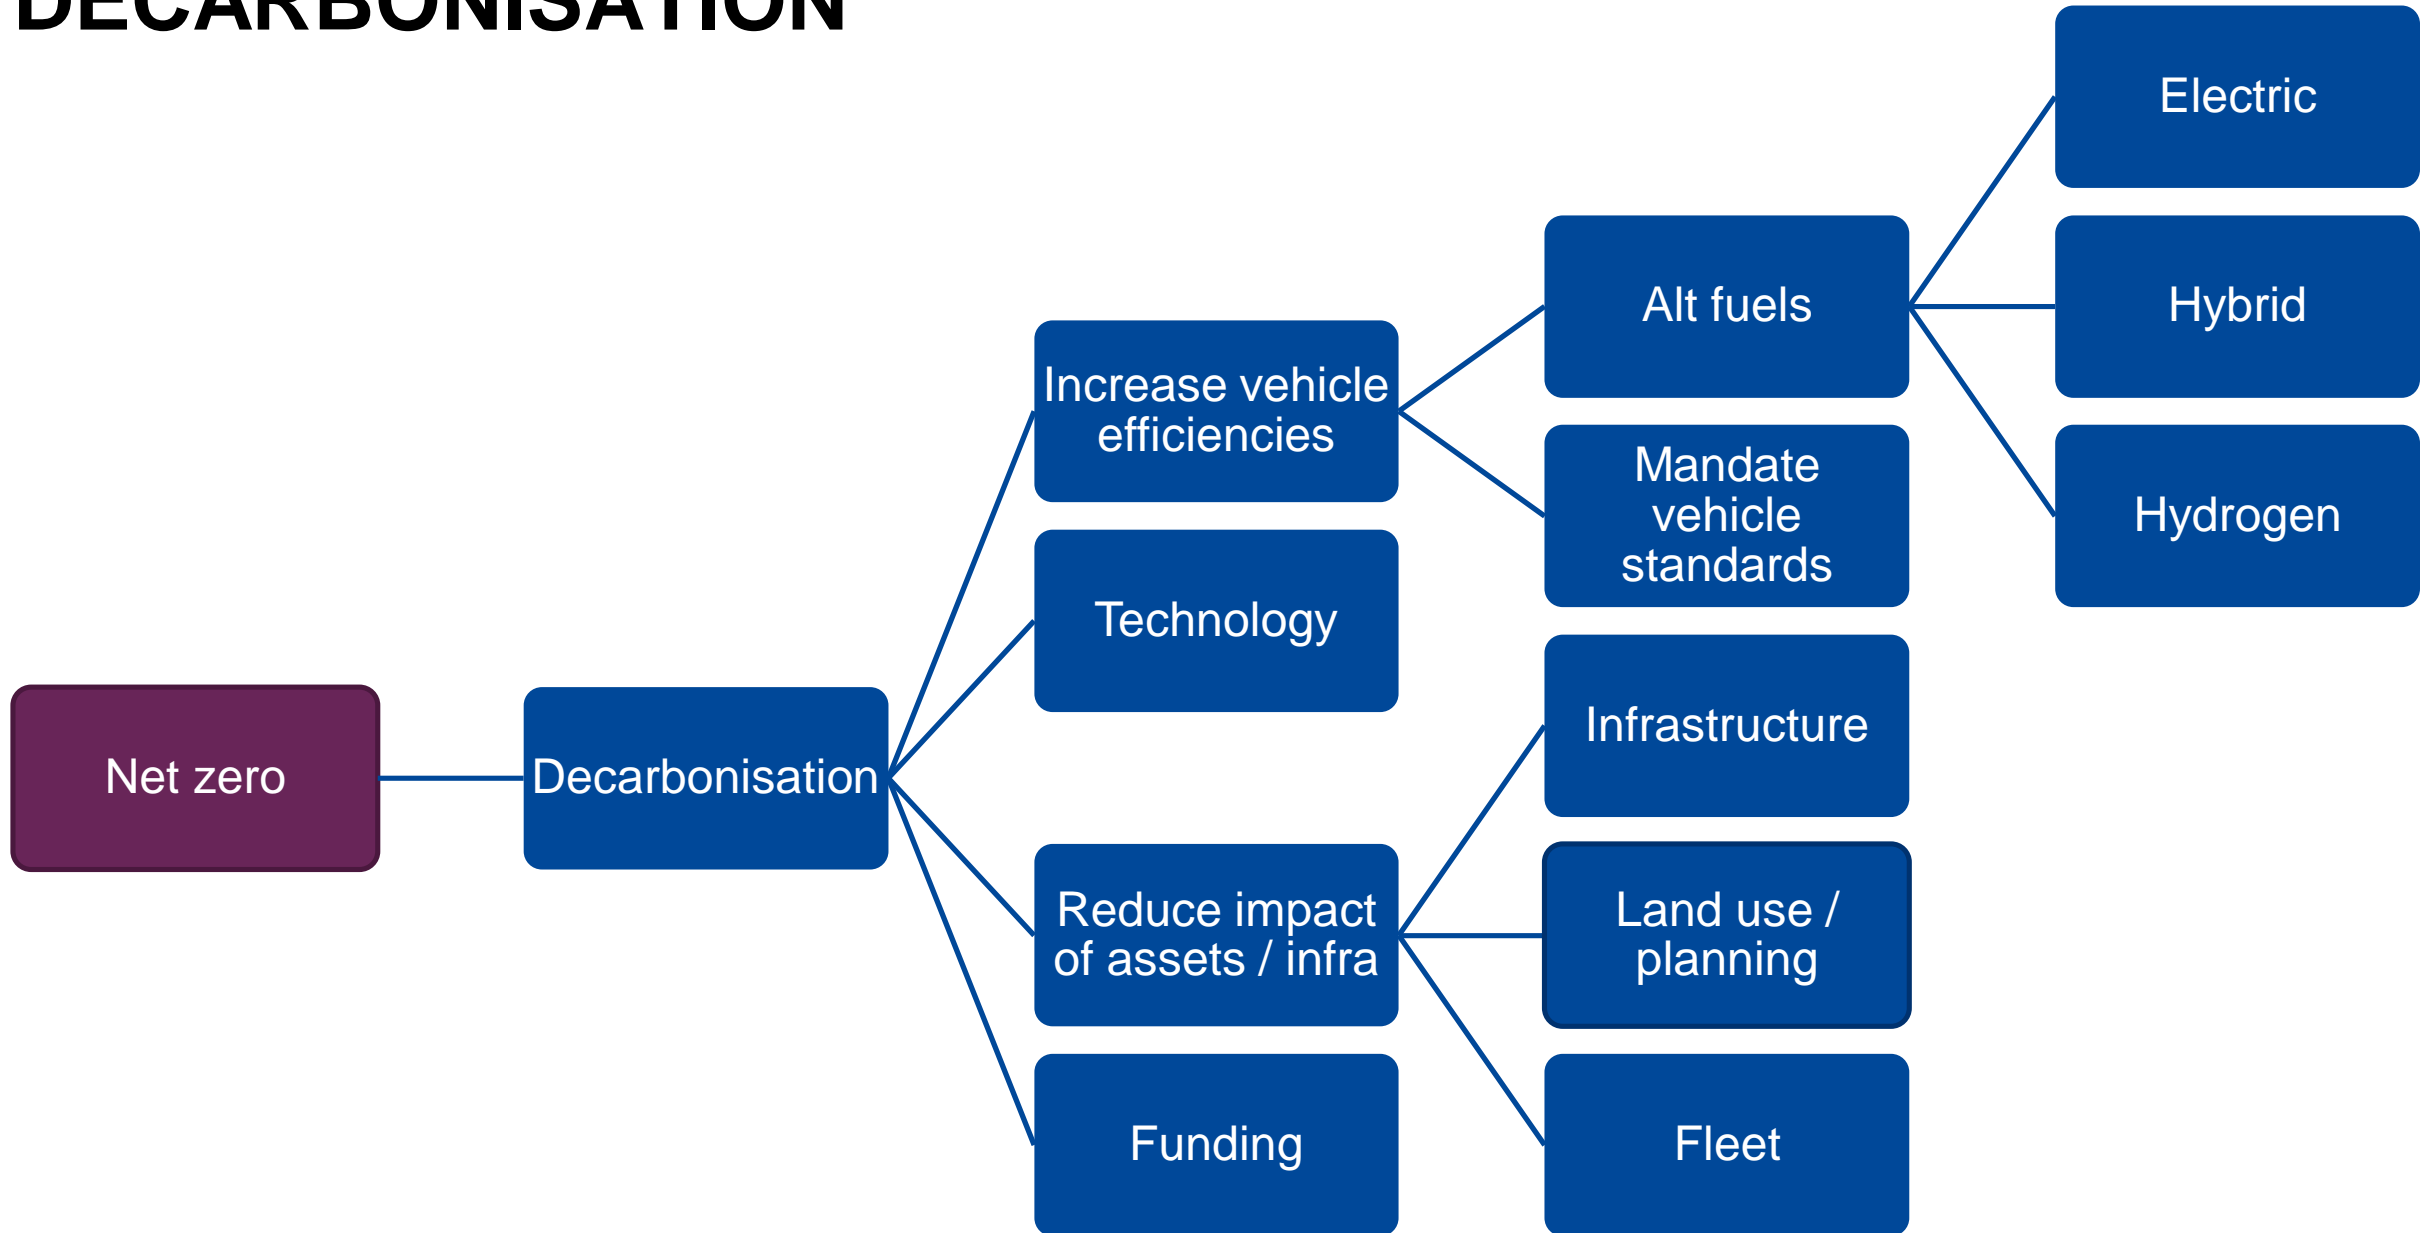 DECARBONISATION
Electric
Alt fuels
Hybrid
Increase vehicle
efficiencies
Mandate
vehicle
standards
Hydrogen
Technology
Infrastructure
Net zero
Decarbonisation
Reduce impact
of assets / infra
Land use /
planning
Funding
Fleet